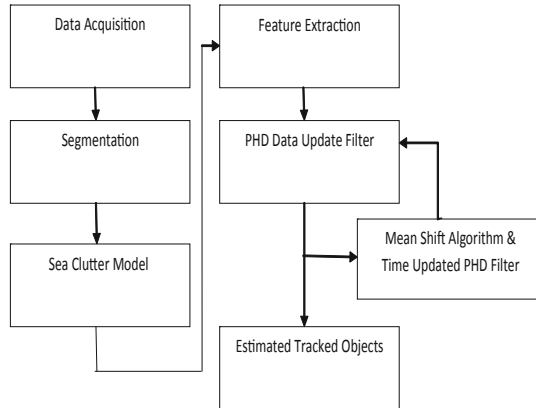 Data Acquisition
Segmentation
Sea Clutter Model
Feature Extraction
PHD Data Update Filter
Mean Shift Algorithm &
Time Updated PHD Filter
Estimated Tracked Objects